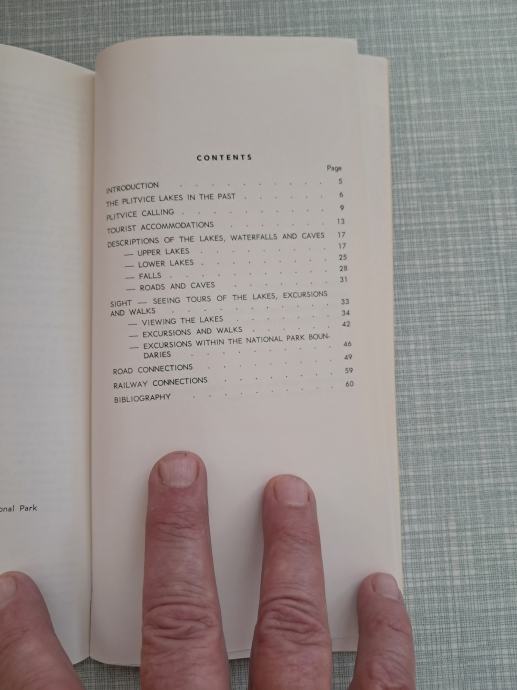 CONTENTS
Page
INTRODUCTION . . . . . . . 5
THE PLITVICE LAKES IN THE PAST . . . . 6
PLITVICE CALLING . . . . . . . 9
TOURIST ACCOMMODATIONS . . . . . 13
DESCRIPTIONS OF THE LAKES, WATERFALLS AND CAVES 17
— UPPER LAKES . . . . . . 17
— LOWER LAKES . . . . . . 25
— FALLS . . . . . . . 28
— ROADS AND CAVES . . . . . 31
SIGHT — SEEING TOURS OF THE LAKES, EXCURSIONS
AND WALKS . . . . . . . 33
— VIEWING THE LAKES . . . . . 34
— EXCURSIONS AND WALKS . . . . 42
— EXCURSIONS WITHIN THE NATIONAL PARK BOUN-
DARIES . . . . . . . 46
ROAD CONNECTIONS . . . . . . 49
RAILWAY CONNECTIONS . . . . . 59
BIBLIOGRAPHY . . . . . . . 60
onal Park